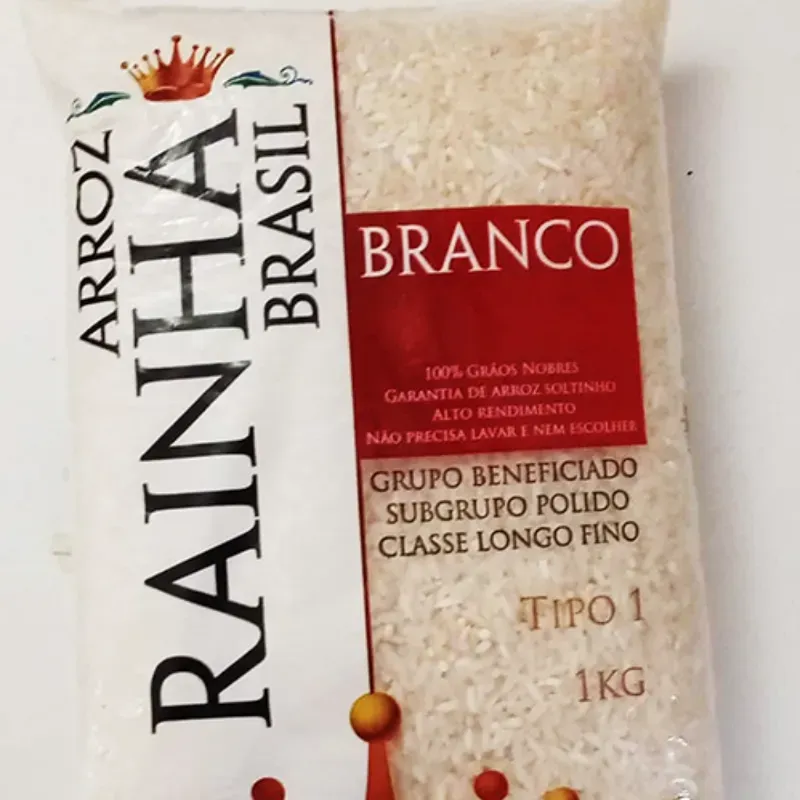 ARROZ
RAINHA
BRASIL
BRANCO
100% GRÃOS NOBRES
GARANTIA DE ARROZ SOLTINHO
ALTO RENDIMENTO
NÃO PRECISA LAVAR E NEM ESCOLHER
GRUPO BENEFICIADO
SUBGRUPO POLIDO
CLASSE LONGO FINO
TIPO 1
1KG